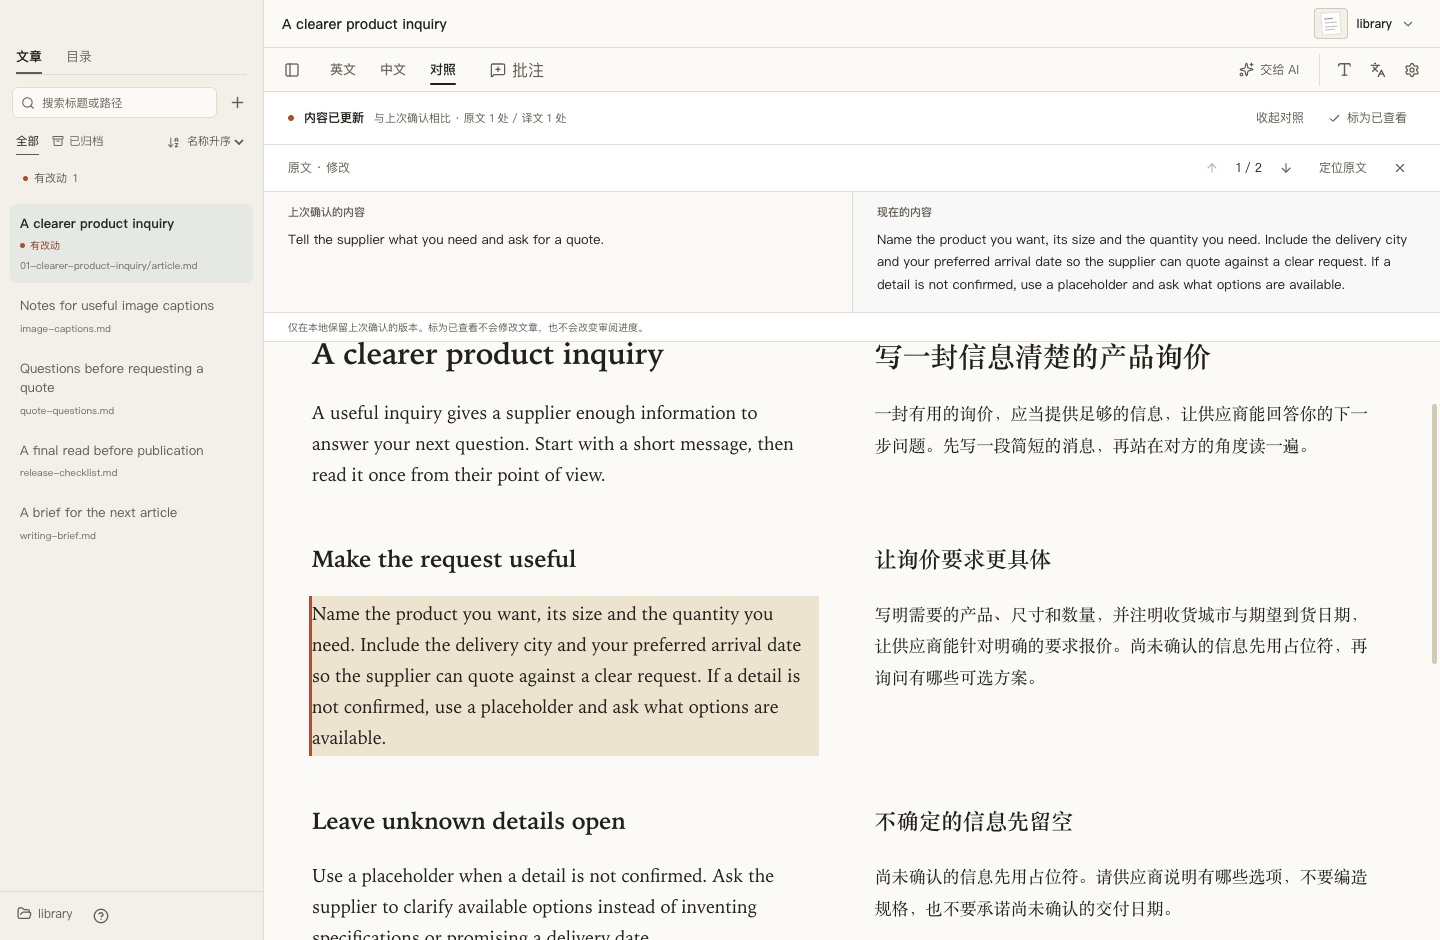 文章 目录
搜索标题或路径
全部 已归档 名称升序
有改动 1
A clearer product inquiry
有改动
01-clearer-product-inquiry/article.md
Notes for useful image captions
image-captions.md
Questions before requesting a
quote
quote-questions.md
A final read before publication
release-checklist.md
A brief for the next article
writing-brief.md
library
A clearer product inquiry
library
英文 中文 对照 批注
交给 AI
内容已更新 与上次确认相比 · 原文 1 处 / 译文 1 处
收起对照 标为已查看
原文 · 修改
1 / 2 定位原文
上次确认的内容
Tell the supplier what you need and ask for a quote.
现在的内容
Name the product you want, its size and the quantity you need. Include the delivery city
and your preferred arrival date so the supplier can quote against a clear request. If a
detail is not confirmed, use a placeholder and ask what options are available.
仅在本地保留上次确认的版本。标为已查看不会修改文章，也不会改变审阅进度。
A clearer product inquiry
A useful inquiry gives a supplier enough information to
answer your next question. Start with a short message, then
read it once from their point of view.
Make the request useful
Name the product you want, its size and the quantity you
need. Include the delivery city and your preferred arrival date
so the supplier can quote against a clear request. If a detail is
not confirmed, use a placeholder and ask what options are
available.
Leave unknown details open
Use a placeholder when a detail is not confirmed. Ask the
supplier to clarify available options instead of inventing
specifications or promising a delivery date.
写一封信息清楚的产品询价
一封有用的询价，应当提供足够的信息，让供应商能回答你的下一
步问题。先写一段简短的消息，再站在对方的角度读一遍。
让询价要求更具体
写明需要的产品、尺寸和数量，并注明收货城市与期望到货日期，
让供应商能针对明确的要求报价。尚未确认的信息先用占位符，再
询问有哪些可选方案。
不确定的信息先留空
尚未确认的信息先用占位符。请供应商说明有哪些选项，不要编造
规格，也不要承诺尚未确认的交付日期。